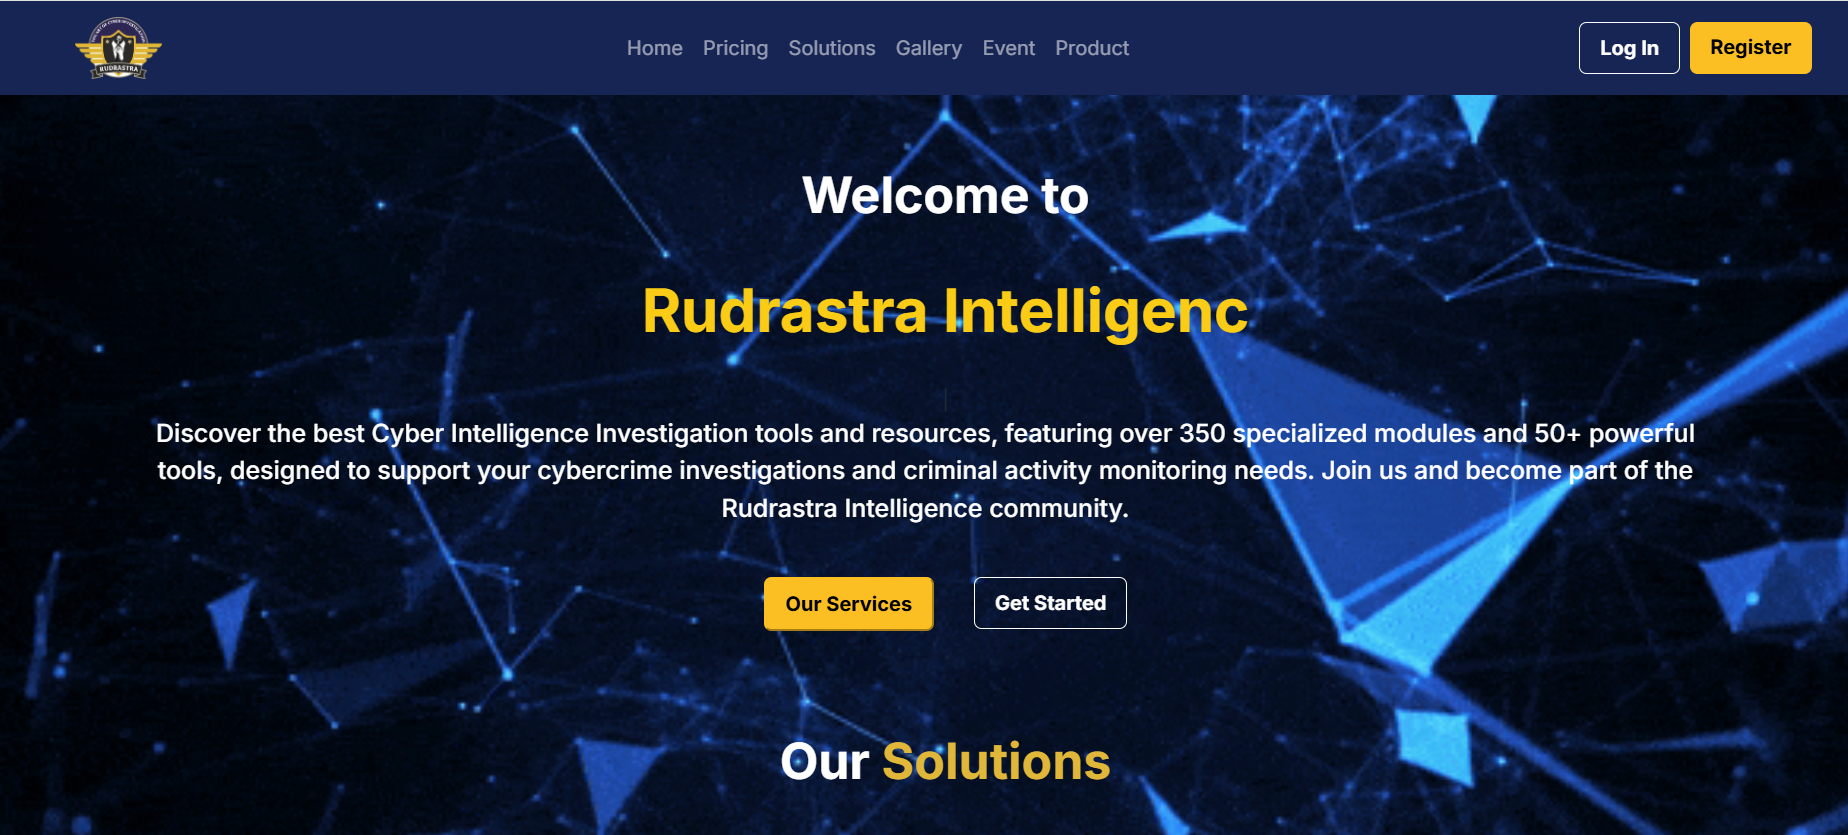 RUDRASTRA
Home Pricing Solutions Gallery Event Product
Log In Register
Welcome to
Rudrastra Intelligenc
Discover the best Cyber Intelligence Investigation tools and resources, featuring over 350 specialized modules and 50+ powerful
tools, designed to support your cybercrime investigations and criminal activity monitoring needs. Join us and become part of the
Rudrastra Intelligence community.
Our Services Get Started
Our Solutions